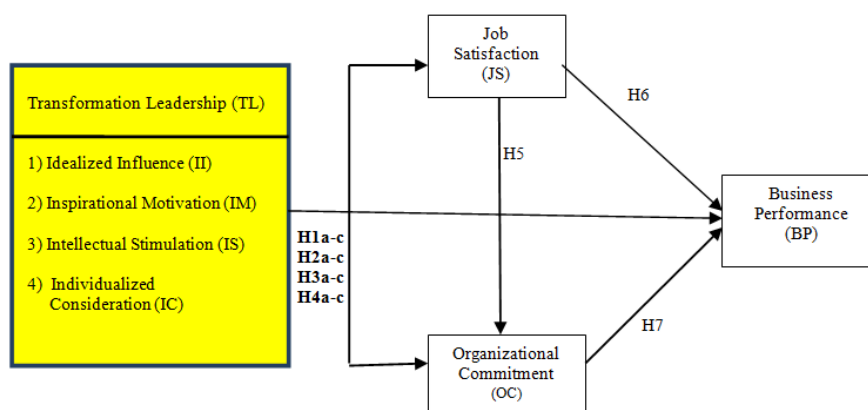 Transformation Leadership (TL)
1) Idealized Influence (II)
2) Inspirational Motivation (IM)
3) Intellectual Stimulation (IS)
4) Individualized
Consideration (IC)
H1a-c
H2a-c
H3a-c
H4a-c
Job
Satisfaction
(JS)
H5
H6
Organizational
Commitment
(OC)
H7
Business
Performance
(BP)